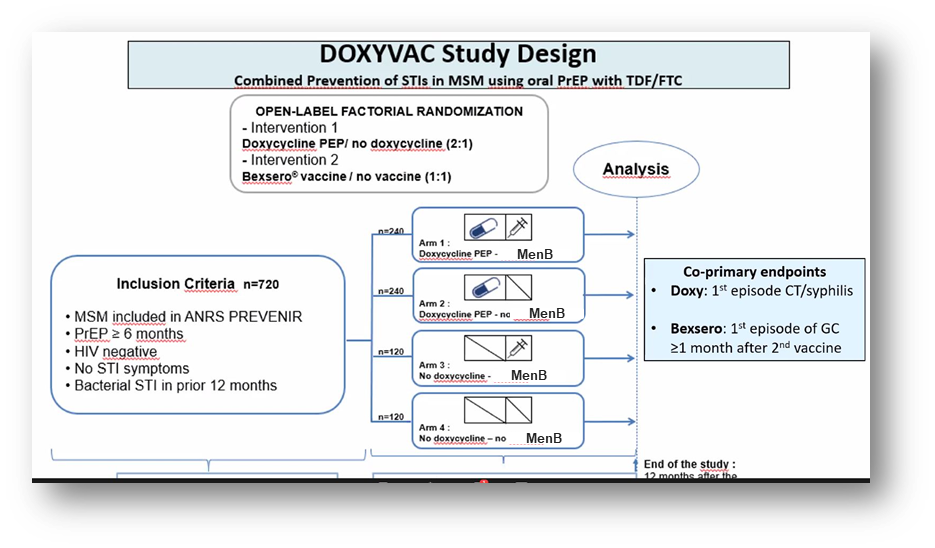 DOXYVAC Study Design
Combined Prevention of STIs in MSM using oral PrEP with TDF/FTC
OPEN-LABEL FACTORIAL RANDOMIZATION
- Intervention 1
Doxycycline PEP/ no doxycycline (2:1)
- Intervention 2
Bexsero® vaccine / no vaccine (1:1)
Analysis
Inclusion Criteria n=720
• MSM included in ANRS PREVENIR
• PrEP ≥ 6 months
• HIV negative
• No STI symptoms
• Bacterial STI in prior 12 months
n=240
Arm 1 :
Doxycycline PEP - MenB
n=240
Arm 2 :
Doxycycline PEP - no MenB
n=120
Arm 3 :
No doxycycline - MenB
n=120
Arm 4 :
No doxycycline – no MenB
Co-primary endpoints
• Doxy: 1st episode CT/syphilis
• Bexsero: 1st episode of GC
≥1 month after 2nd vaccine
End of the study :
12 months after the